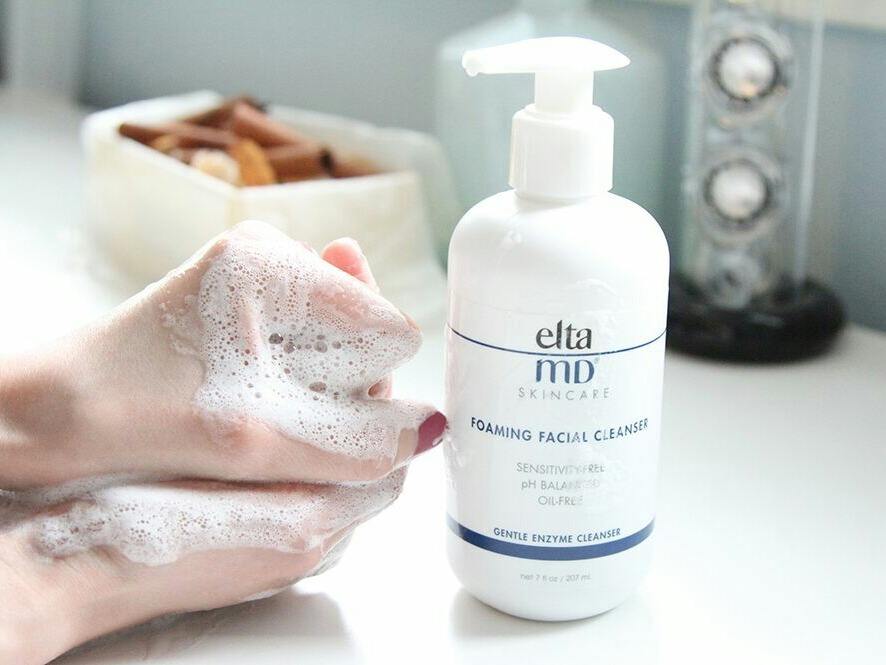 elta
MD®
SKINCARE
FOAMING FACIAL CLEANSER
SENSITIVITY-FREE
pH BALANCED
OIL-FREE
GENTLE ENZYME CLEANSER
net 7 fl oz / 207 mL